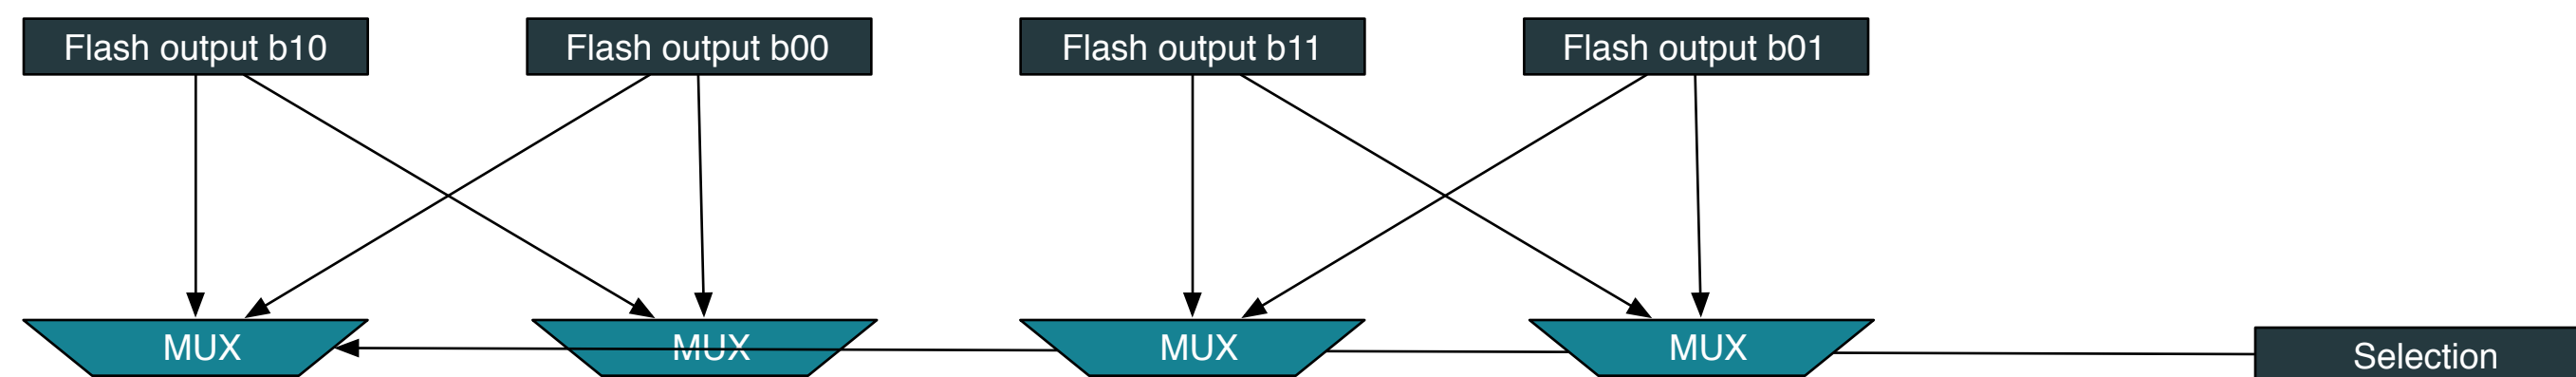 Flash output b10
Flash output b00
Flash output b11
Flash output b01
MUX
MUX
MUX
MUX
Selection